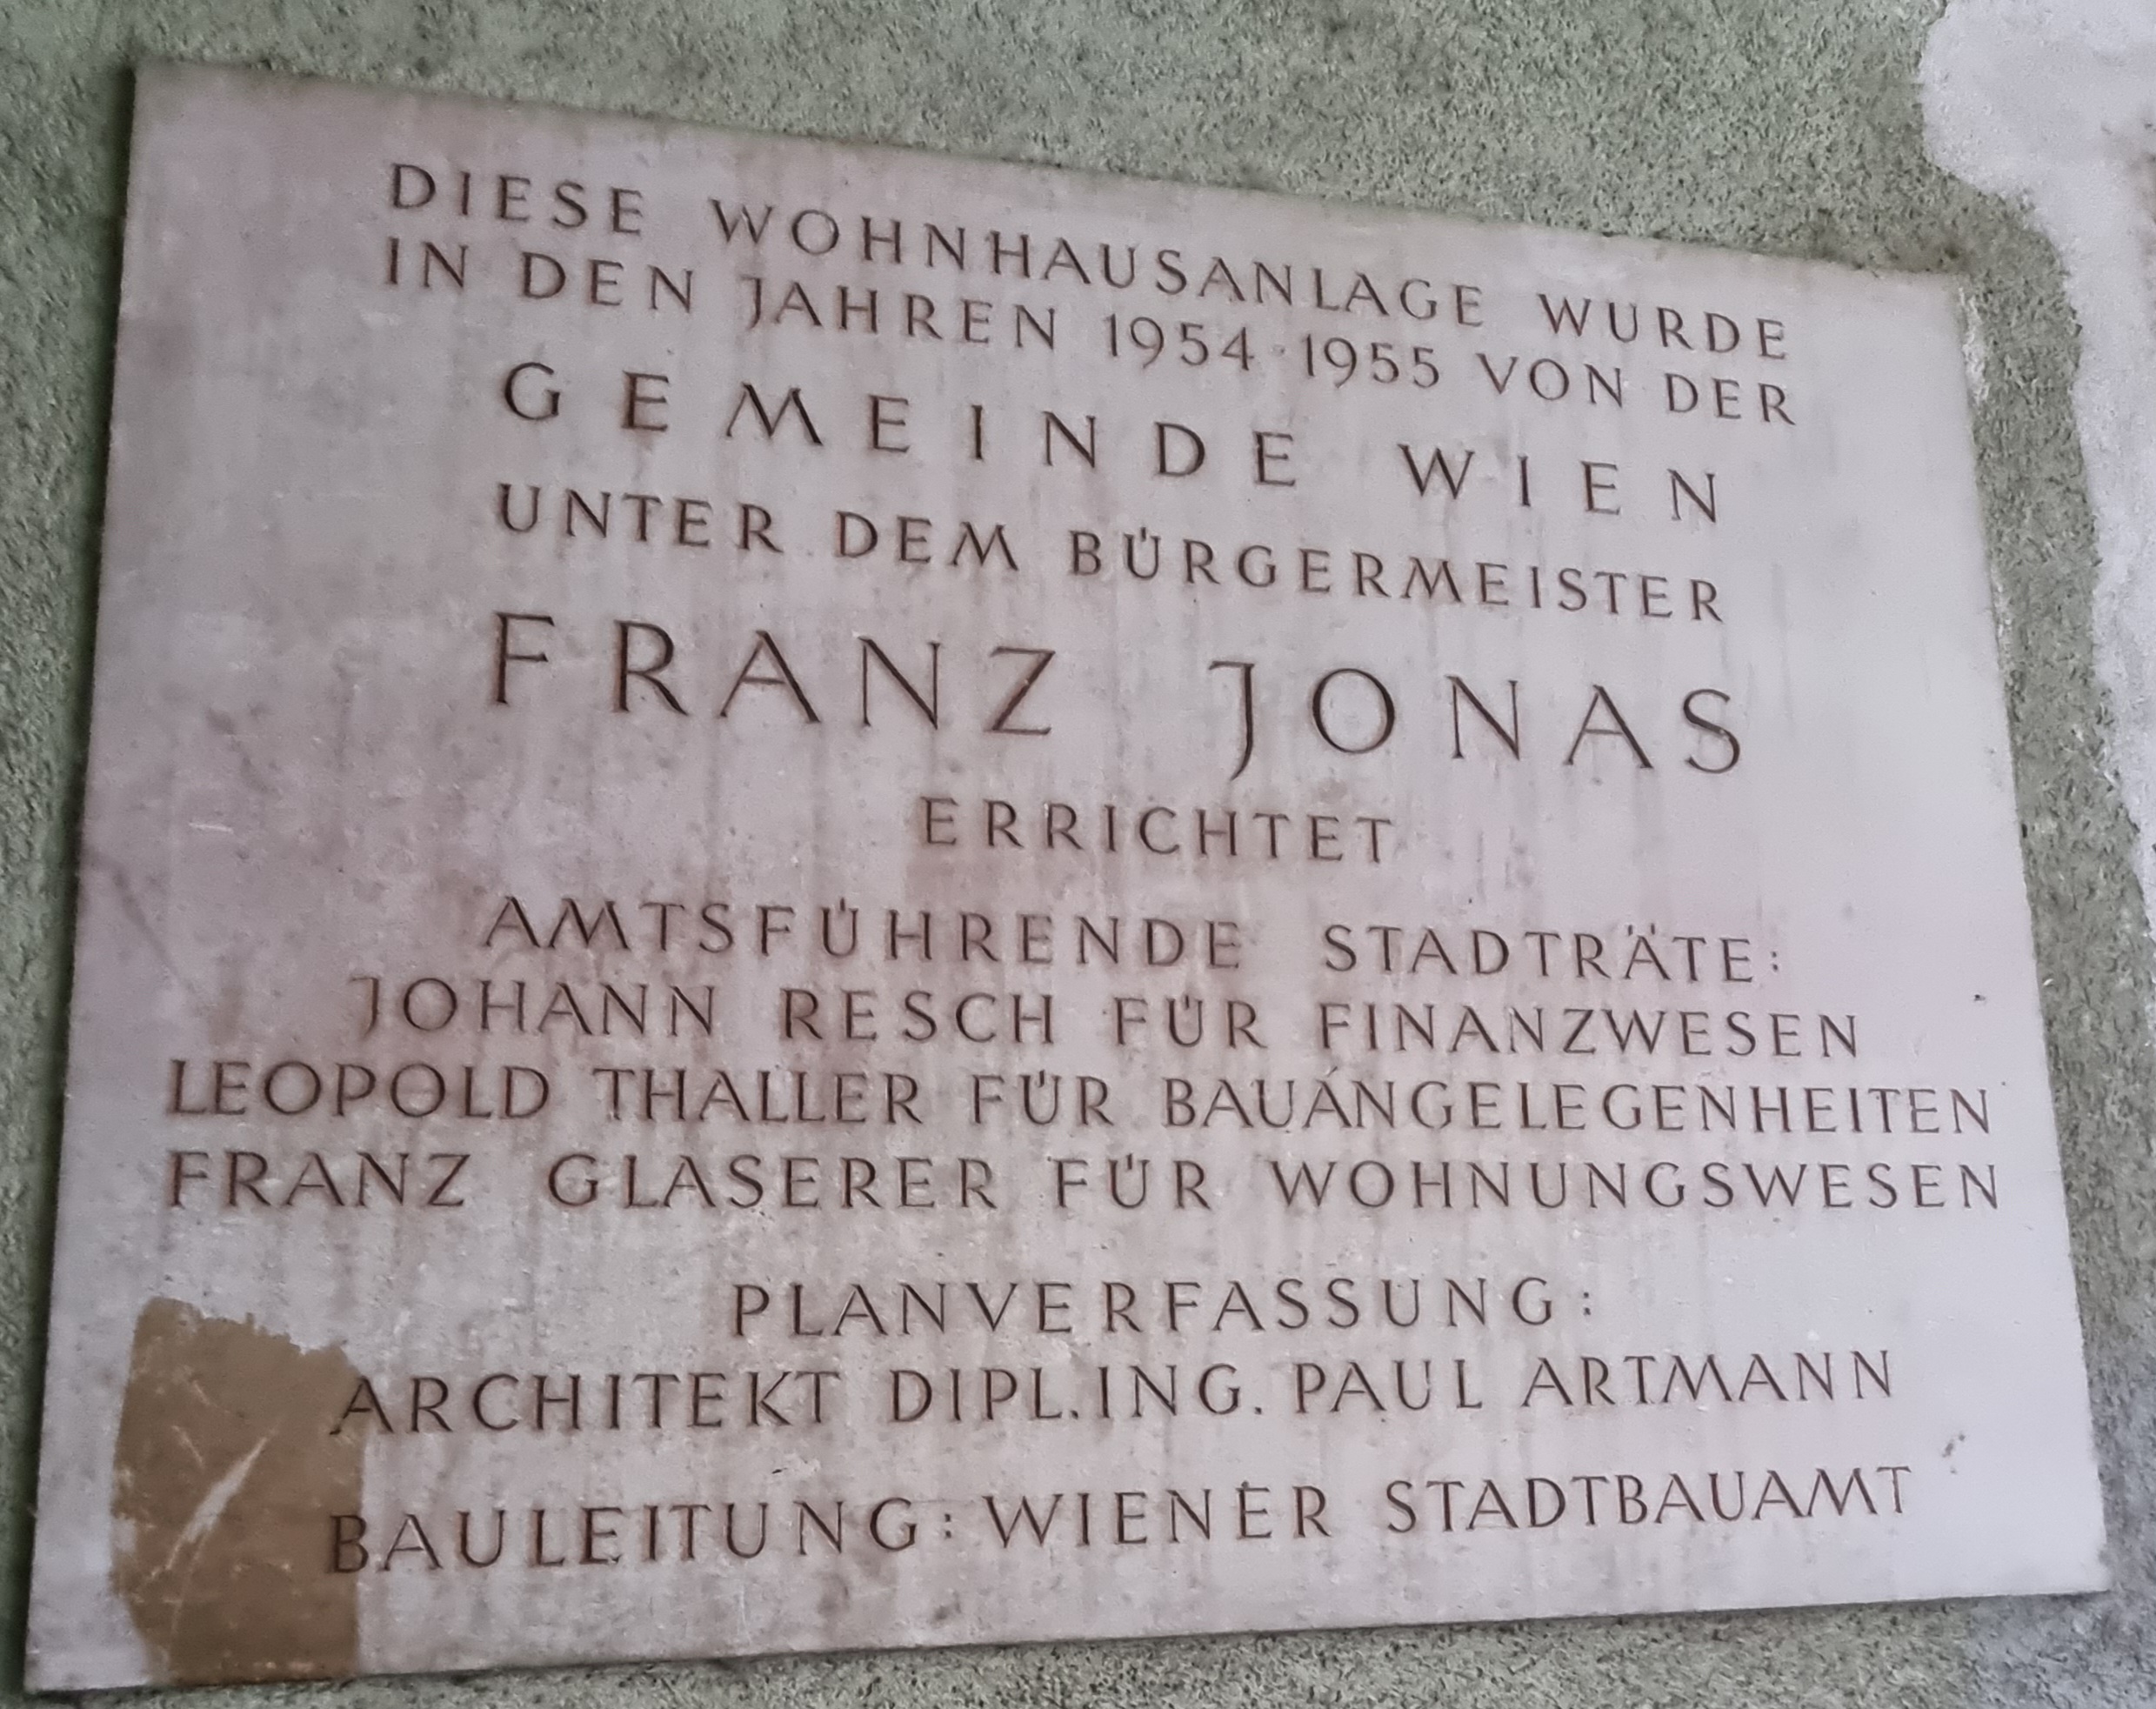 DIESE WOHNHAUSANLAGE WURDE
IN DEN JAHREN 1954-1955 VON DER
GEMEINDE WIEN
UNTER DEM BÜRGERMEISTER
FRANZ JONAS
ERRICHTET
AMTSFÜHRENDE STADTRÄTE:
JOHANN RESCH FÜR FINANZWESEN
LEOPOLD THALLER FÜR BAUANGELEGENHEITEN
FRANZ GLASERER FÜR WOHNUNGSWESEN
PLANVERFASSUNG:
ARCHITEKT DIPL.ING. PAUL ARTMANN
BAULEITUNG: WIENER STADTBAUAMT